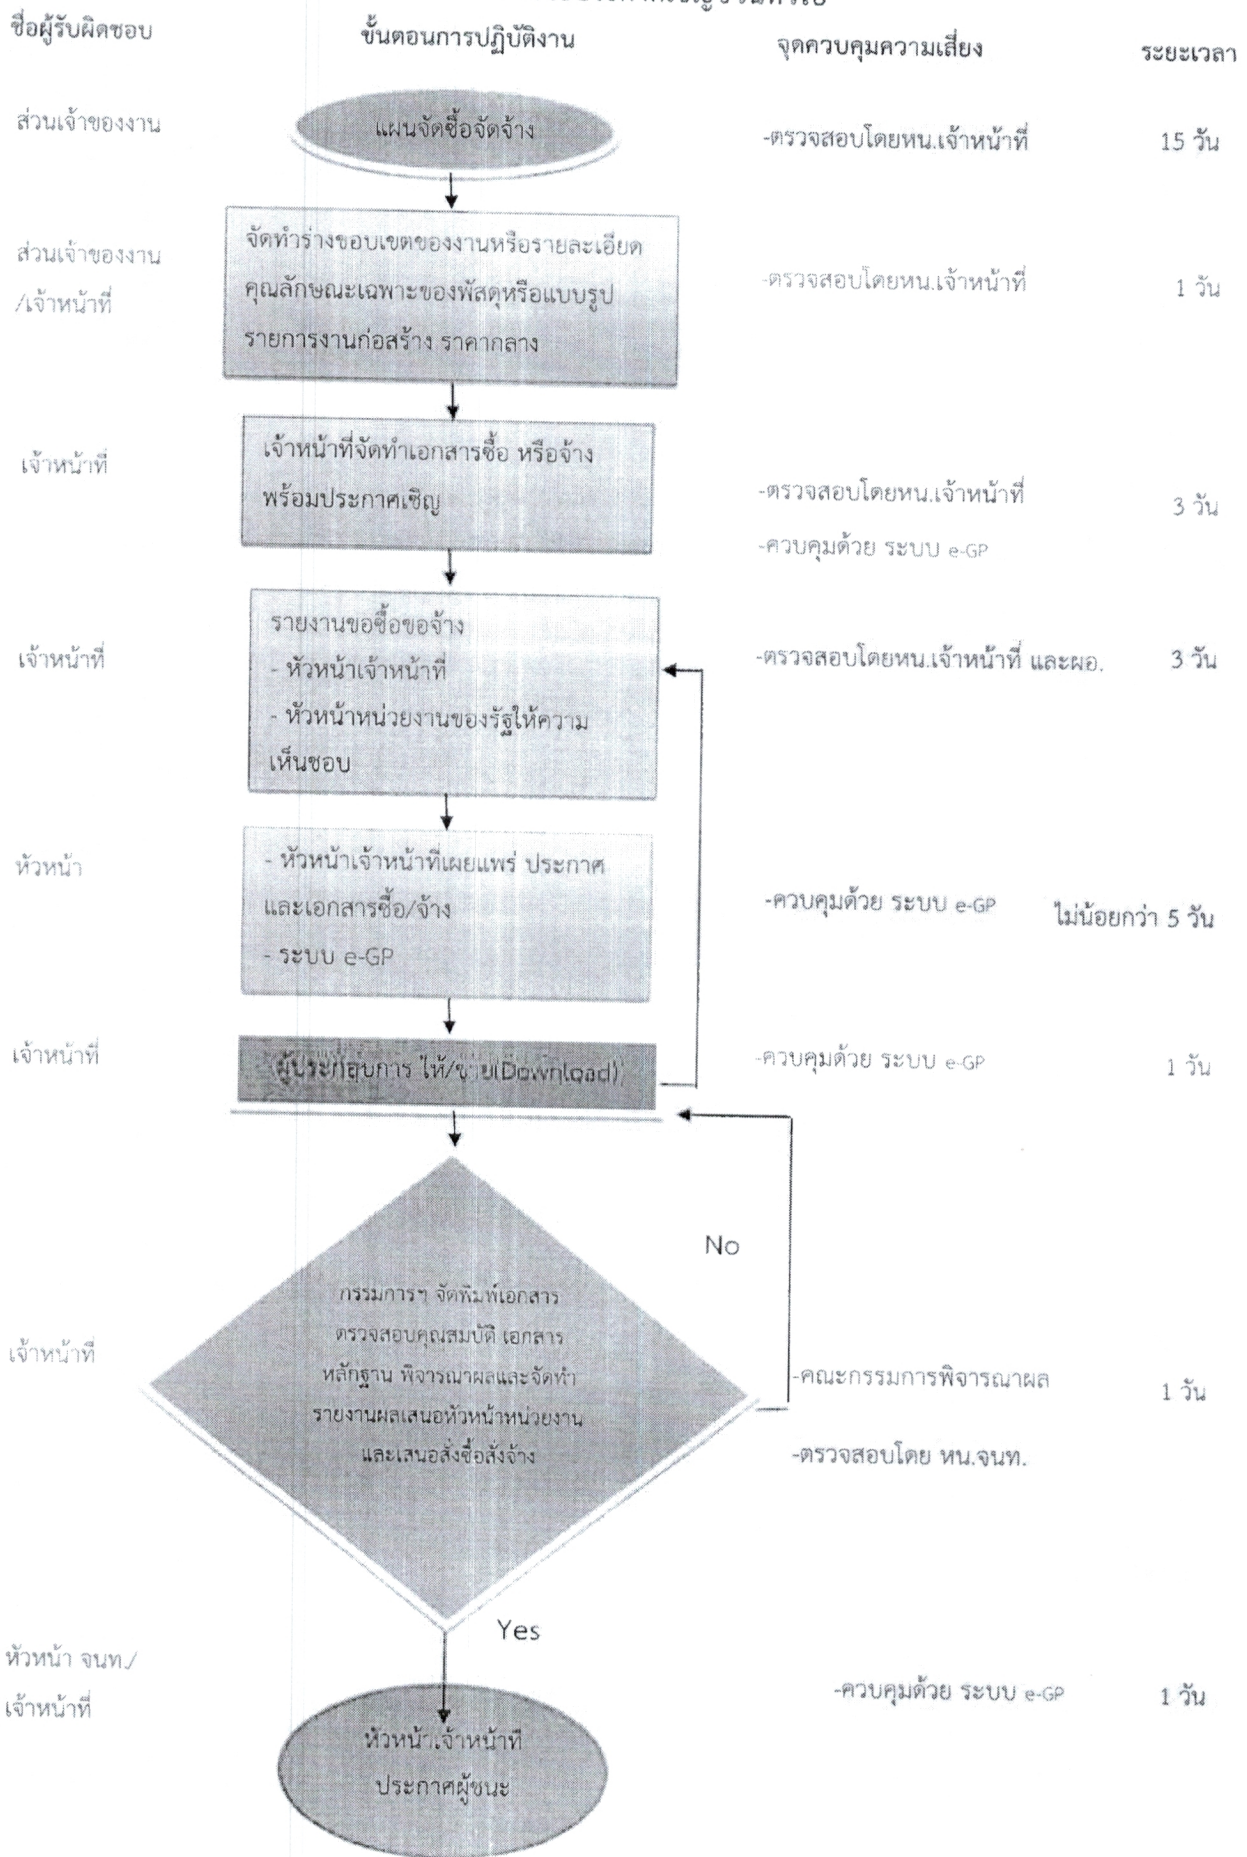 ชื่อผู้รับผิดชอบ ขั้นตอนการปฏิบัติงาน จุดควบคุมความเสี่ยง ระยะเวลา
ส่วนเจ้าของงาน แผนจัดซื้อจัดจ้าง -ตรวจสอบโดยหน.เจ้าหน้าที่ 15 วัน
ส่วนเจ้าของงาน
/เจ้าหน้าที่
จัดทำร่างขอบเขตของงานหรือรายละเอียด
คุณลักษณะเฉพาะของพัสดุหรือแบบรูป
รายการงานก่อสร้าง ราคากลาง
-ตรวจสอบโดยหน.เจ้าหน้าที่ 1 วัน
เจ้าหน้าที่
เจ้าหน้าที่จัดทำเอกสารซื้อ หรือจ้าง
พร้อมประกาศเชิญ
-ตรวจสอบโดยหน.เจ้าหน้าที่ 3 วัน
-ควบคุมด้วย ระบบ e-GP
เจ้าหน้าที่
รายงานขอซื้อขอจ้าง
- หัวหน้าเจ้าหน้าที่
- หัวหน้าหน่วยงานของรัฐให้ความ
เห็นชอบ
-ตรวจสอบโดยหน.เจ้าหน้าที่ และผอ. 3 วัน
หัวหน้า
- หัวหน้าเจ้าหน้าที่เผยแพร่ ประกาศ
และเอกสารซื้อ/จ้าง
- ระบบ e-GP
-ควบคุมด้วย ระบบ e-GP ไม่น้อยกว่า 5 วัน
เจ้าหน้าที่ ผู้ประกอบการ ให้/ขาย(Download) -ควบคุมด้วย ระบบ e-GP 1 วัน
No
เจ้าหน้าที่
กรรมการฯ จัดพิมพ์เอกสาร
ตรวจสอบคุณสมบัติ เอกสาร
หลักฐาน พิจารณาผลและจัดทำ
รายงานผลเสนอหัวหน้าหน่วยงาน
และเสนอสั่งซื้อสั่งจ้าง
-คณะกรรมการพิจารณาผล 1 วัน
-ตรวจสอบโดย หน.จนท.
Yes
หัวหน้า จนท./
เจ้าหน้าที่
-ควบคุมด้วย ระบบ e-GP 1 วัน
หัวหน้าเจ้าหน้าที่
ประกาศผู้ชนะ